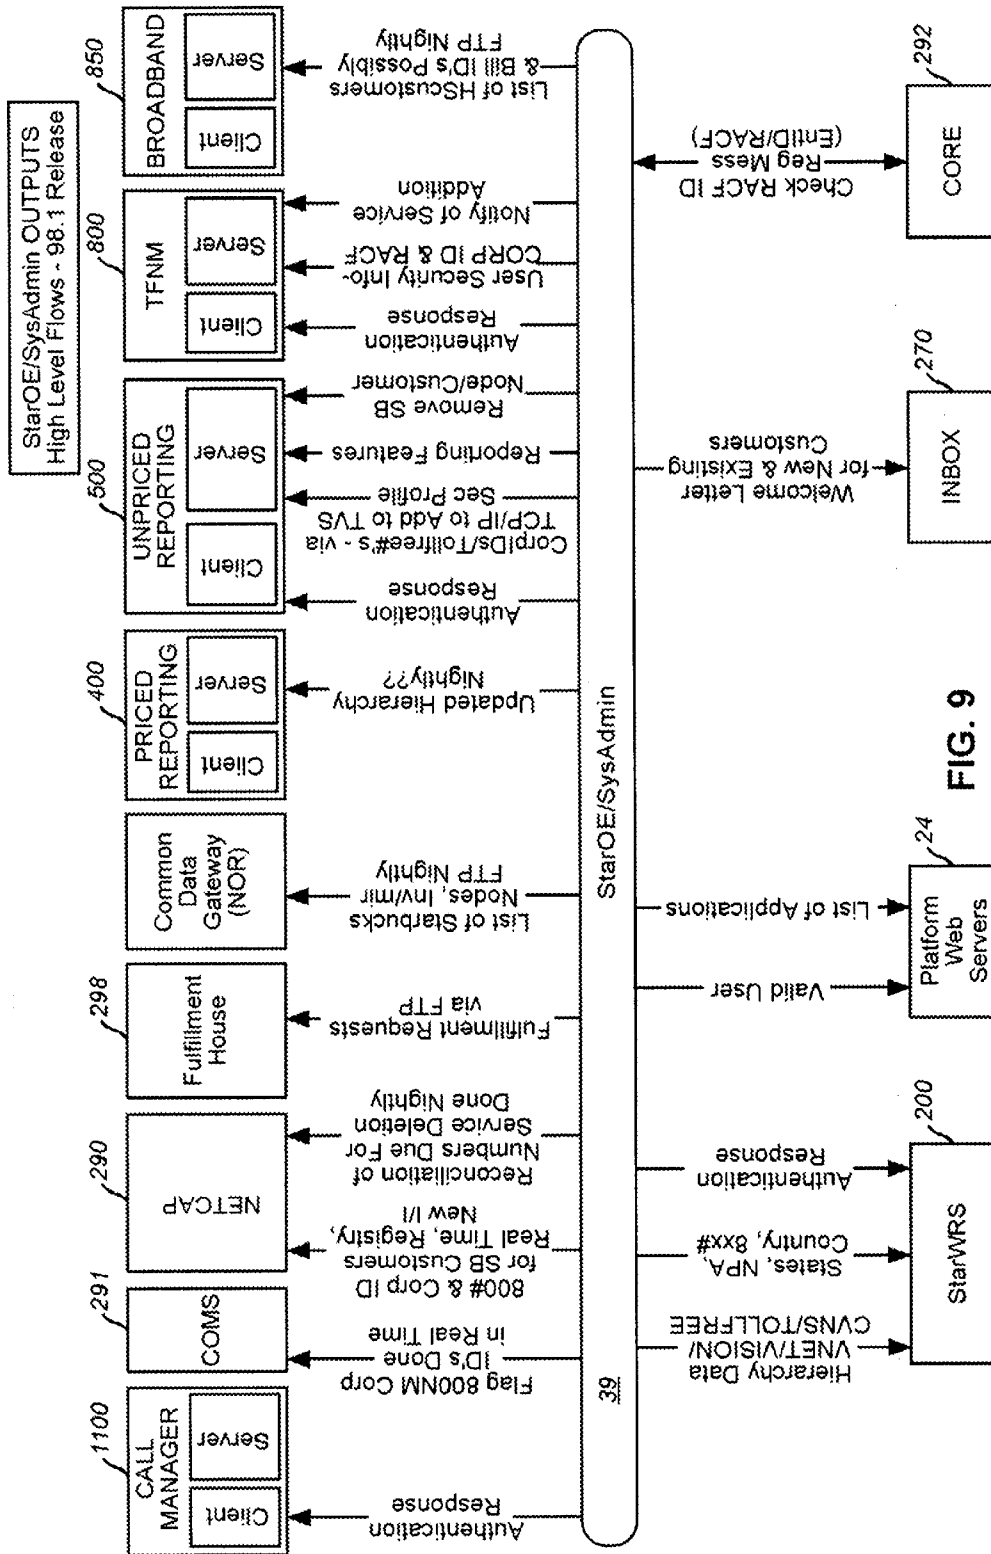 StarOE/SysAdmin OUTPUTS
High Level Flows - 98.1 Release
1100
CALL
MANAGER
Client
Server
Authentication
Response
291
COMS
Flag 800NM Corp
ID's Done
in Real Time
290
NETCAP
800# & Corp ID
for SB Customers
Real Time, Registry,
New I/I
Reconciliation of
Numbers Due For
Service Deletion
Done Nightly
298
Fulfillment
House
Fulfillment Requests
via FTP
Common
Data
Gateway
(NOR)
List of Starbucks
Nodes, Inv/mir
FTP Nightly
400
PRICED
REPORTING
Client
Server
Updated Hierarchy
Nightly??
500
UNPRICED
REPORTING
Client
Server
Authentication
Response
CorpIDs/Tollfree#'s - via
TCP/IP to Add to TVS
Sec Profile
Reporting Features
Remove SB
Node/Customer
800
TFNM
Client
Server
Authentication
Response
User Security Info-
CORP ID & RACF
Notify of Service
Addition
850
BROADBAND
Client
Server
List of HScustomers
& Bill ID's Possibly
FTP Nightly
39
StarOE/SysAdmin
Hierarchy Data
VNET/VISION/
CVNS/TOLLFREE
States, NPA,
Country, 8xx#
Authentication
Response
200
StarWRS
Valid User
List of Applications
24
Platform
Web
Servers
Welcome Letter
for New & Existing
Customers
270
INBOX
Check RACF ID
Reg Mess
(EntID/RACF)
292
CORE
FIG. 9